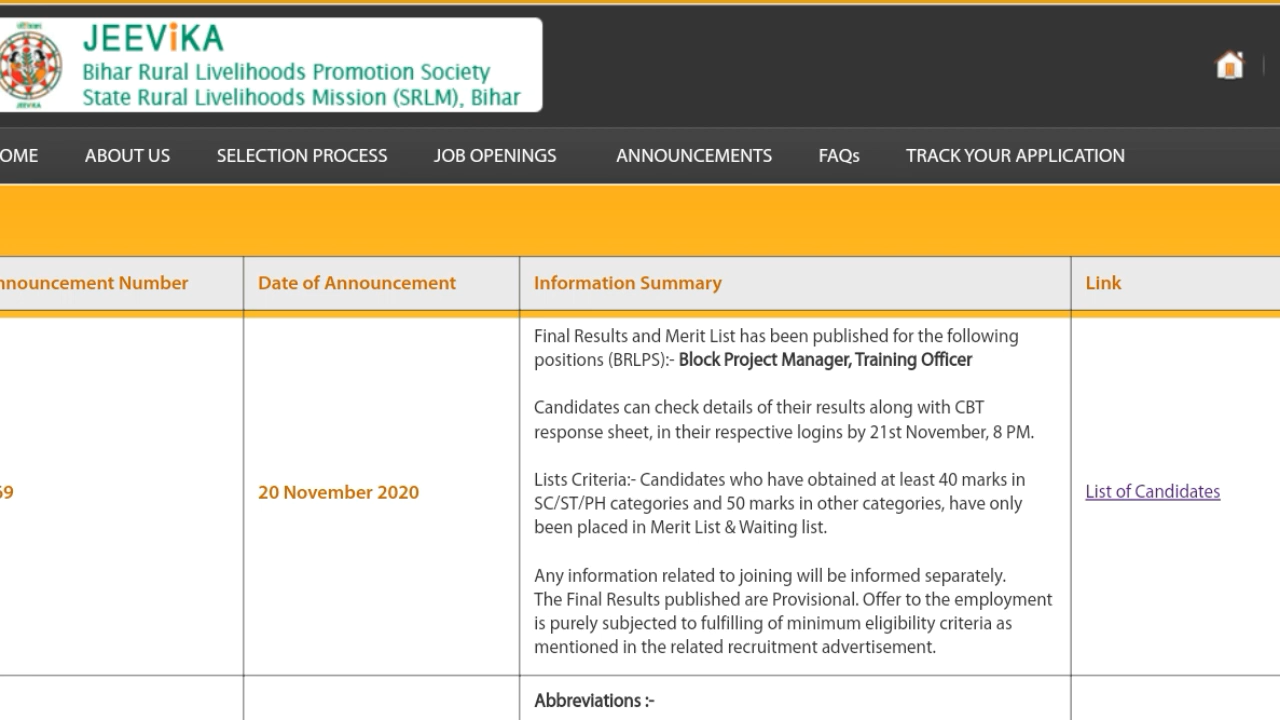 JEEViKA
Bihar Rural Livelihoods Promotion Society
State Rural Livelihoods Mission (SRLM), Bihar
JEEVIKA
OME ABOUT US SELECTION PROCESS JOB OPENINGS ANNOUNCEMENTS FAQs TRACK YOUR APPLICATION
nnouncement Number Date of Announcement Information Summary Link
Final Results and Merit List has been published for the following
positions (BRLPS):- Block Project Manager, Training Officer
Candidates can check details of their results along with CBT
response sheet, in their respective logins by 21st November, 8 PM.
Lists Criteria:- Candidates who have obtained at least 40 marks in
69 20 November 2020 SC/ST/PH categories and 50 marks in other categories, have only List of Candidates
been placed in Merit List & Waiting list.
Any information related to joining will be informed separately.
The Final Results published are Provisional. Offer to the employment
is purely subjected to fulfilling of minimum eligibility criteria as
mentioned in the related recruitment advertisement.
Abbreviations :-